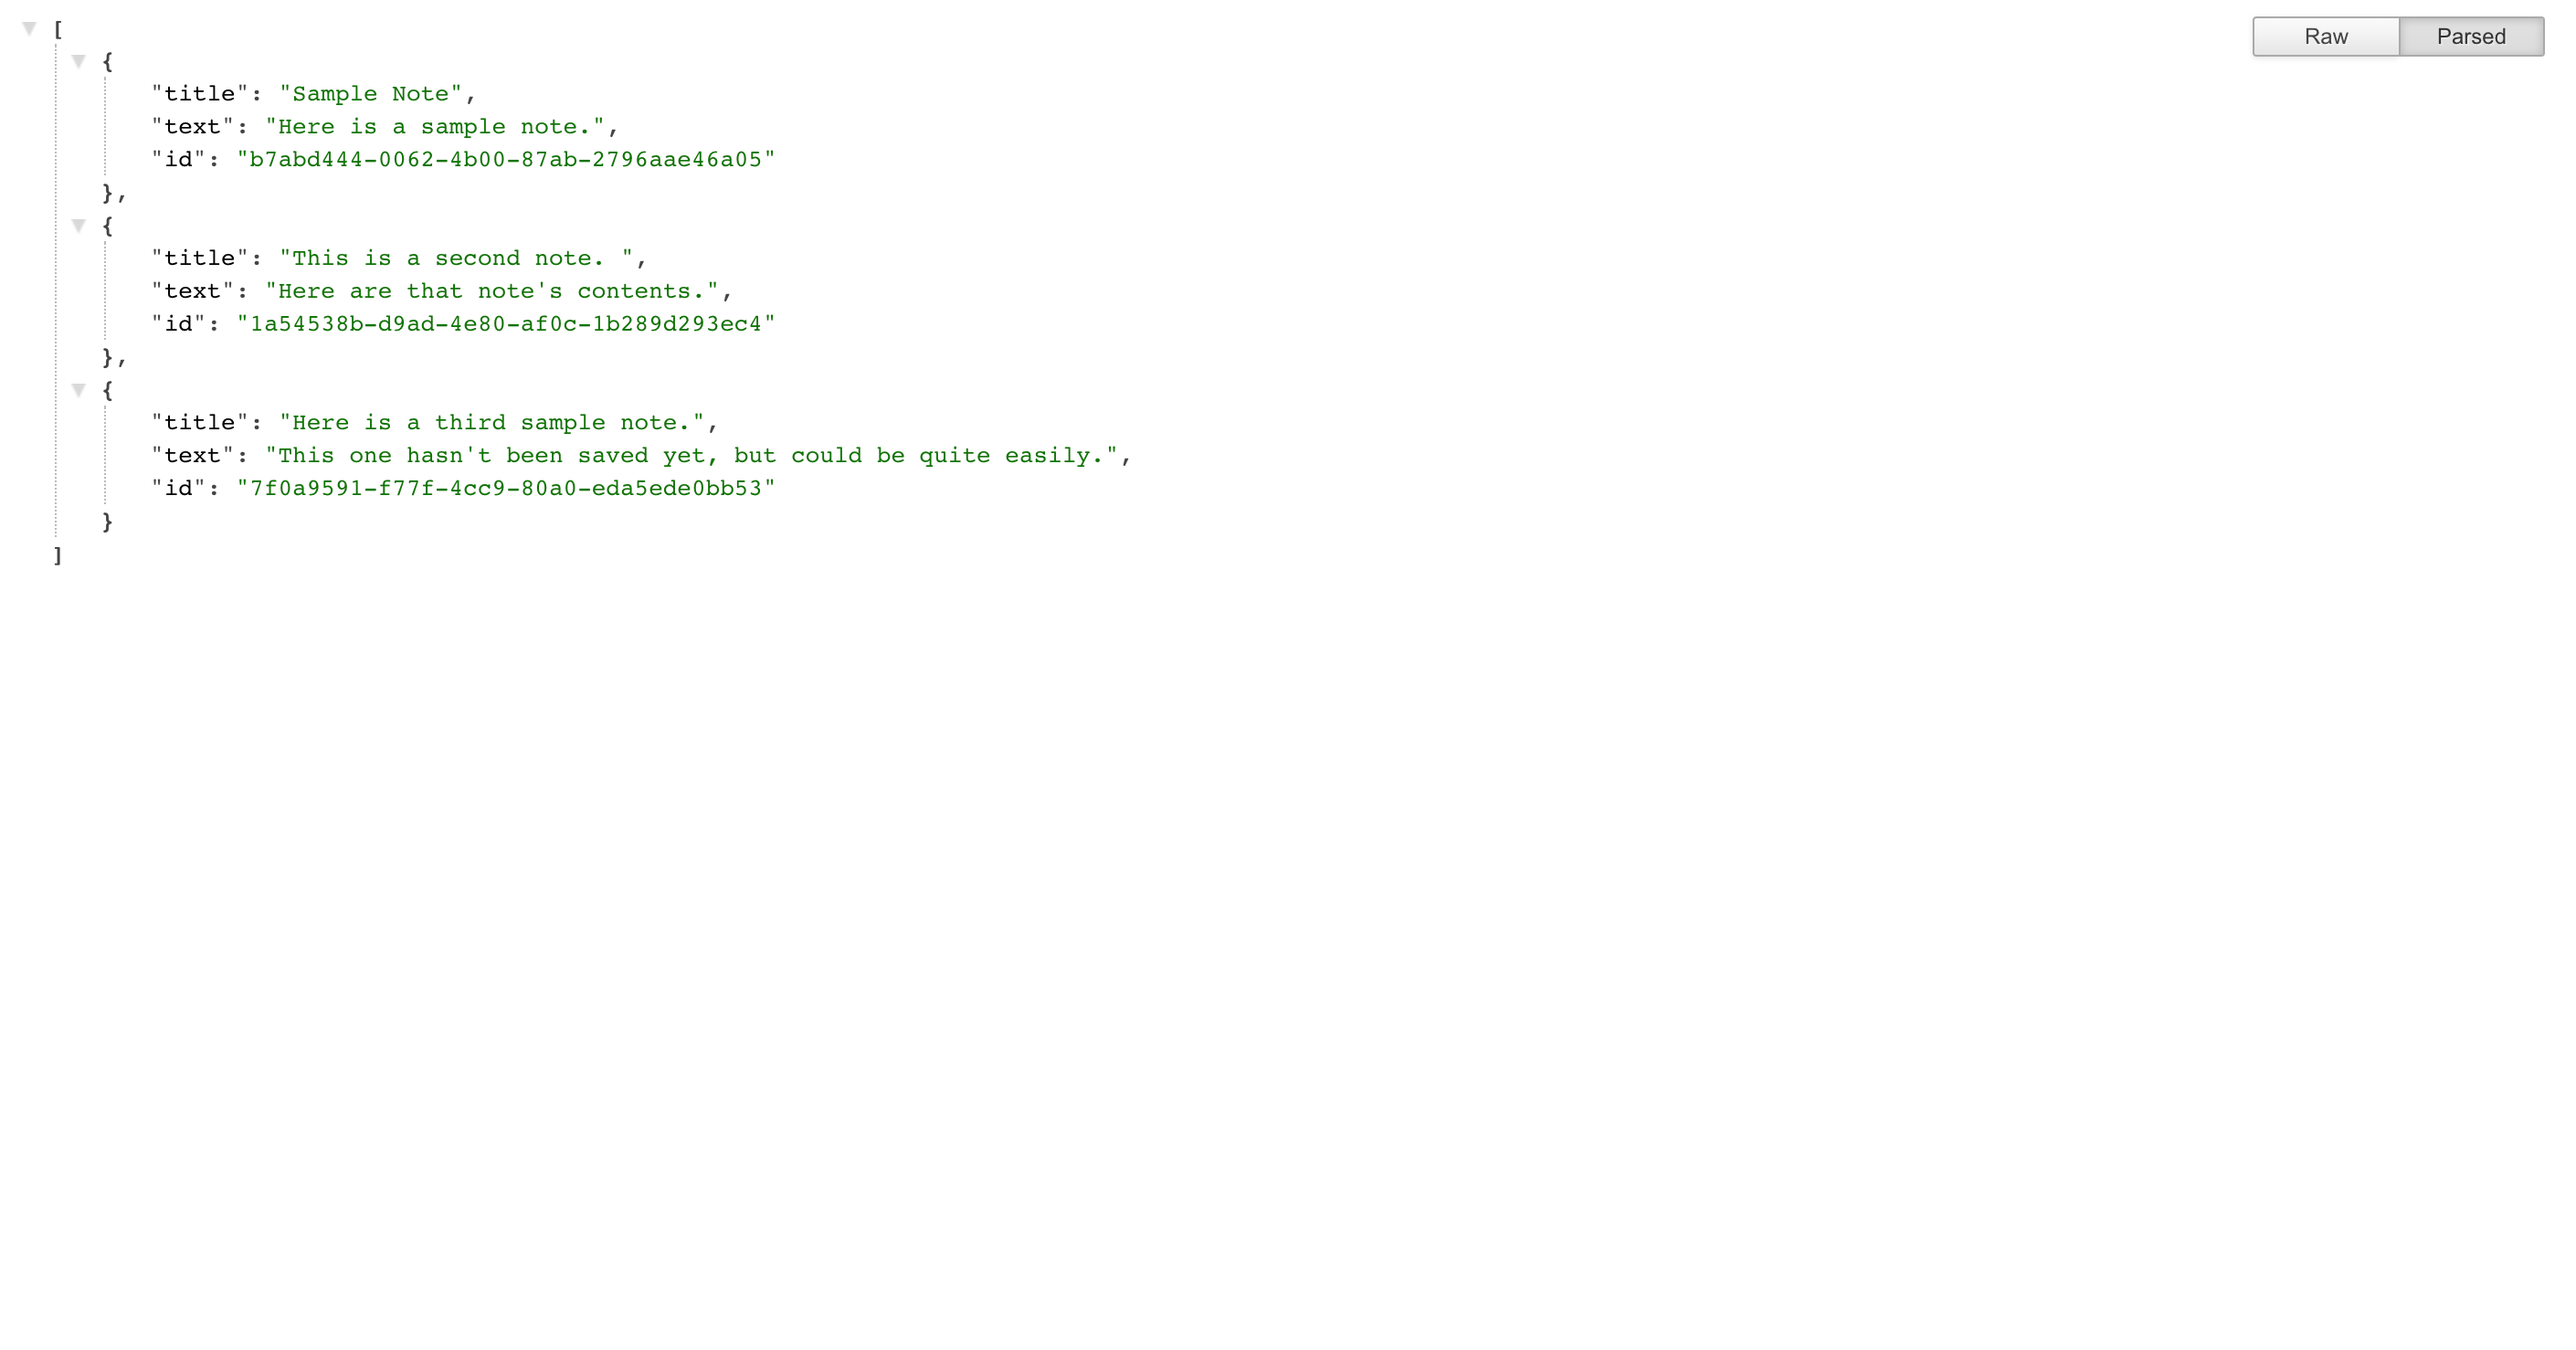 [
Raw Parsed
{
"title": "Sample Note",
"text": "Here is a sample note.",
"id": "b7abd444-0062-4b00-87ab-2796aae46a05"
},
{
"title": "This is a second note. ",
"text": "Here are that note's contents.",
"id": "1a54538b-d9ad-4e80-af0c-1b289d293ec4"
},
{
"title": "Here is a third sample note.",
"text": "This one hasn't been saved yet, but could be quite easily.",
"id": "7f0a9591-f77f-4cc9-80a0-eda5ede0bb53"
}
]